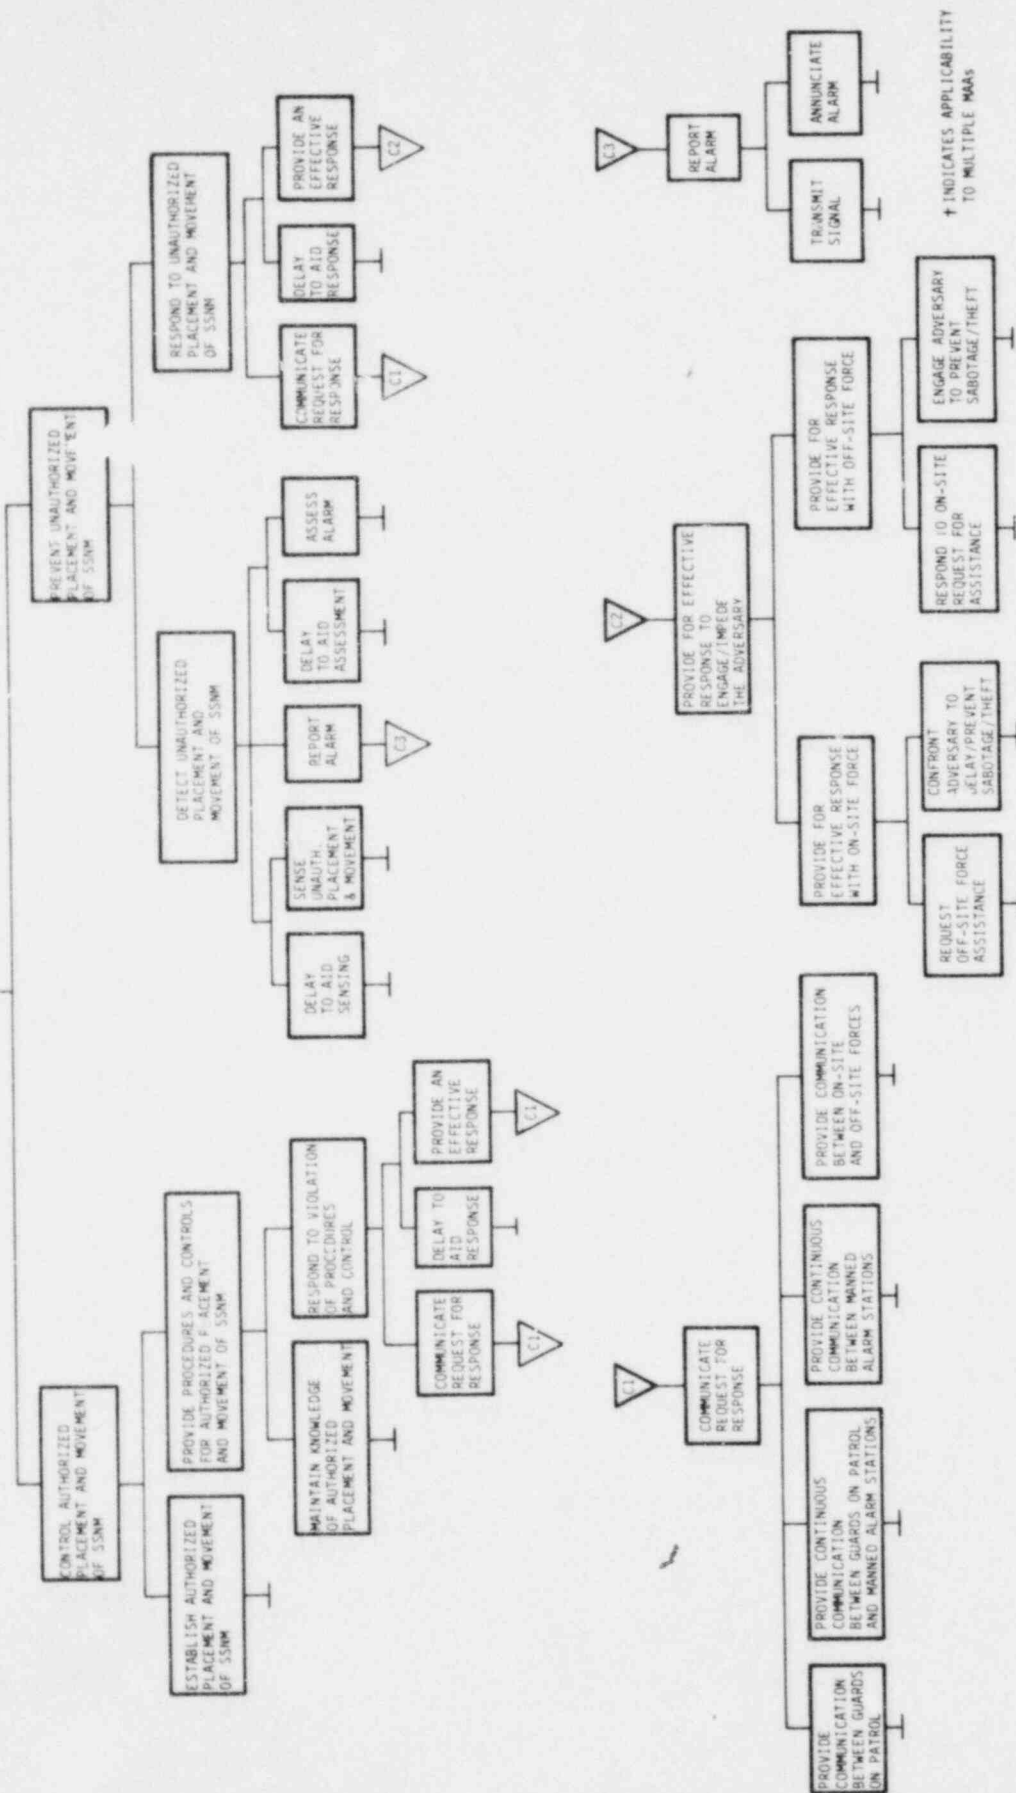 CONTROL AUTHORIZED
PLACEMENT AND MOVEMENT
OF SSNM
PREVENT UNAUTHORIZED
PLACEMENT AND MOVEMENT
OF SSNM
ESTABLISH AUTHORIZED
PLACEMENT AND MOVEMENT
OF SSNM
PROVIDE PROCEDURES AND CONTROLS
FOR AUTHORIZED P ACEMENT
AND MOVEMENT OF SSNM
DETECT UNAUTHORIZED
PLACEMENT AND
MOVEMENT OF SSNM
RESPOND TO UNAUTHORIZED
PLACEMENT AND MOVEMENT
OF SSNM
MAINTAIN KNOWLEDGE
OF AUTHORIZED
PLACEMENT AND MOVEMENT
RESPOND TO VIOLATION
OF PROCEDURES
AND CONTROL
DELAY
TO AID
SENSING
SENSE
UNAUTH.
PLACEMENT
& MOVEMENT
REPORT
ALARM
C3
DELAY
TO AID
ASSESSMENT
ASSESS
ALARM
COMMUNICATE
REQUEST FOR
RESPONSE
C1
DELAY
TO AID
RESPONSE
PROVIDE AN
EFFECTIVE
RESPONSE
C2
COMMUNICATE
REQUEST FOR
RESPONSE
C1
DELAY TO
AID
RESPONSE
PROVIDE AN
EFFECTIVE
RESPONSE
C1
C1
COMMUNICATE
REQUEST FOR
RESPONSE
PROVIDE
COMMUNICATION
BETWEEN GUARDS
ON PATROL
PROVIDE CONTINUOUS
COMMUNICATION
BETWEEN GUARDS ON PATROL
AND MANNED ALARM STATIONS
PROVIDE CONTINUOUS
COMMUNICATION
BETWEEN MANNED
ALARM STATIONS
PROVIDE COMMUNICATION
BETWEEN ON-SITE
AND OFF-SITE FORCES
C2
PROVIDE FOR EFFECTIVE
RESPONSE TO
ENGAGE/IMPEDE
THE ADVERSARY
PROVIDE FOR
EFFECTIVE RESPONSE
WITH ON-SITE FORCE
PROVIDE FOR
EFFECTIVE RESPONSE
WITH OFF-SITE FORCE
REQUEST
OFF-SITE FORCE
ASSISTANCE
CONFRONT
ADVERSARY TO
DELAY/PREVENT
SABOTAGE/THEFT
RESPOND TO ON-SITE
REQUEST FOR
ASSISTANCE
ENGAGE ADVERSARY
TO PREVENT
SABOTAGE/THEFT
C3
REPORT
ALARM
TRANSMIT
SIGNAL
ANNUNCIATE
ALARM
† INDICATES APPLICABILITY
TO MULTIPLE MAAs